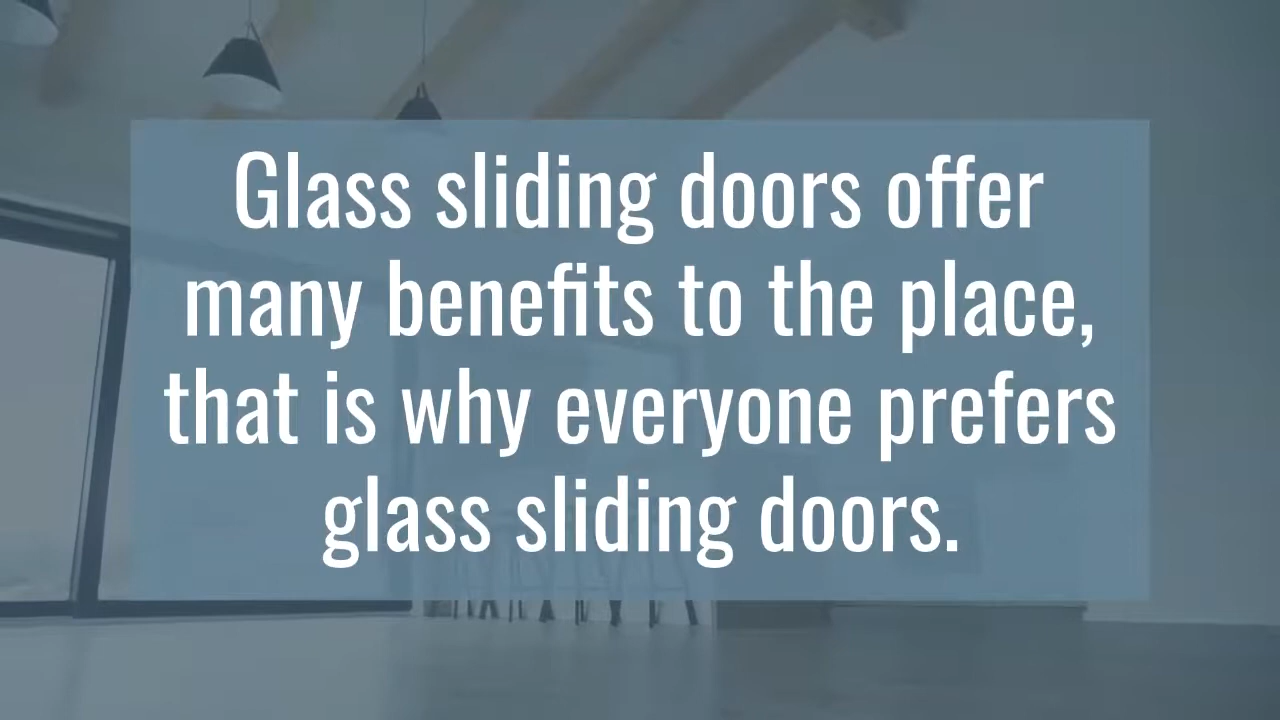 Glass sliding doors offer
many benefits to the place,
that is why everyone prefers
glass sliding doors.